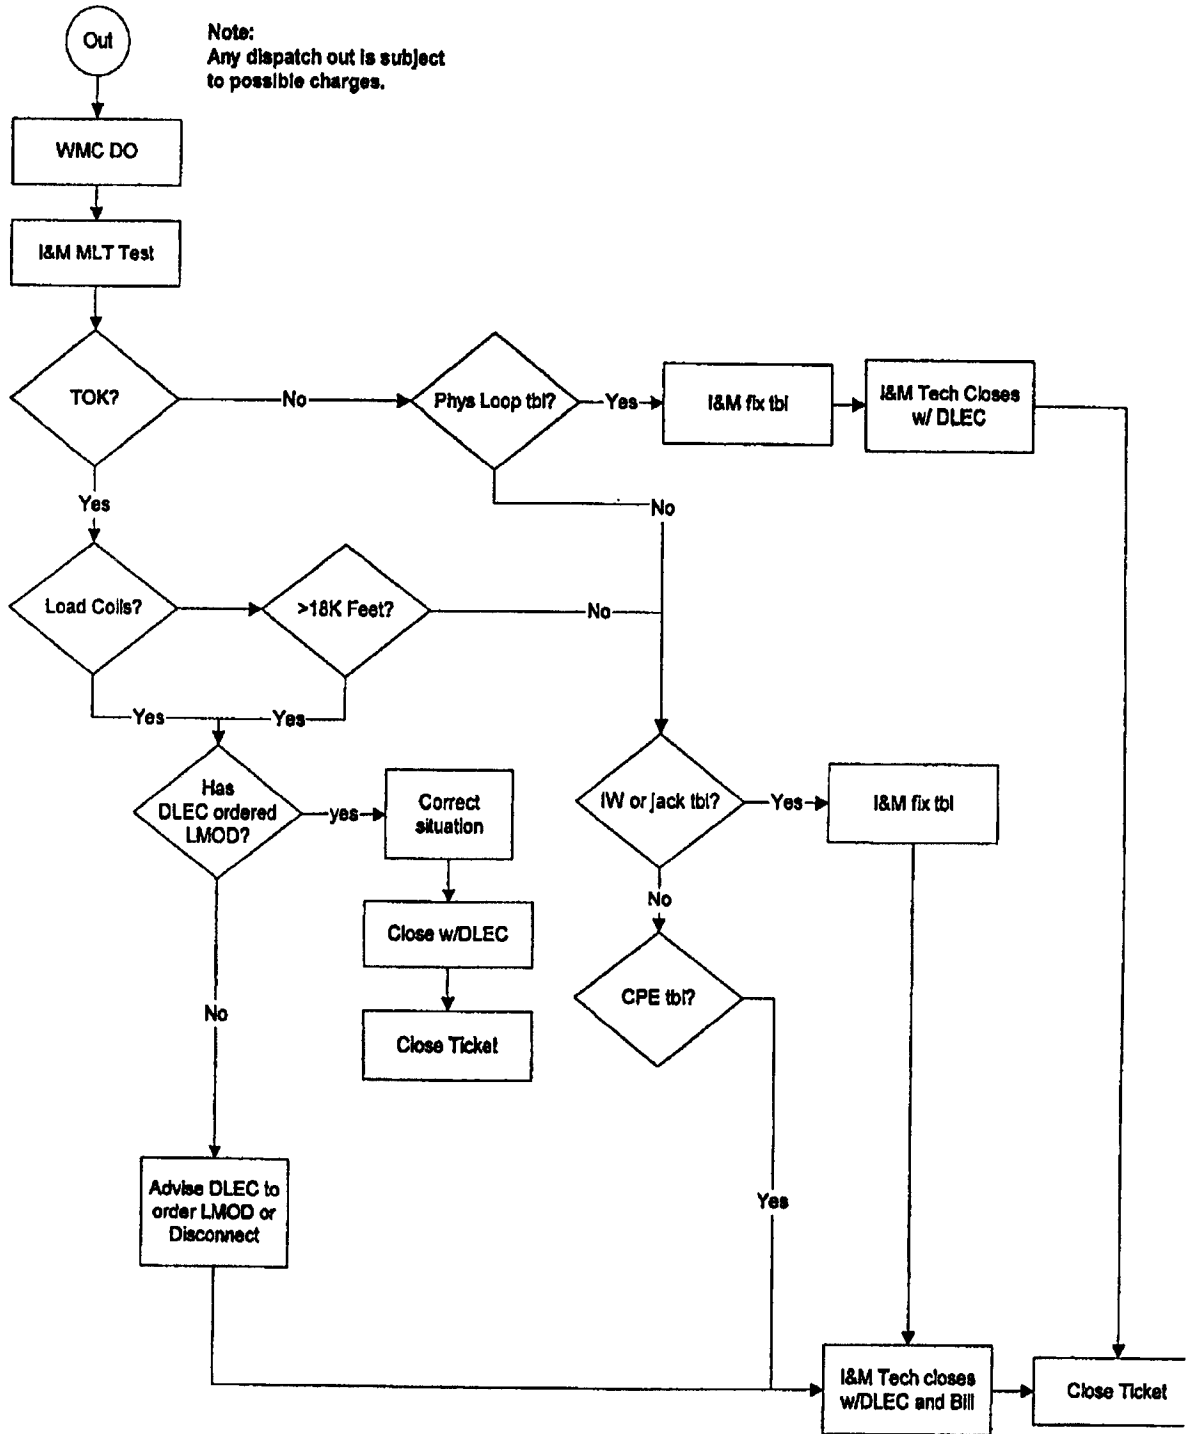 Out
Note:
Any dispatch out is subject
to possible charges.
WMC DO
I&M MLT Test
TOK?
No
Phys Loop tbl?
Yes
I&M fix tbl
I&M Tech Closes
w/ DLEC
Yes
No
Load Coils?
>18K Feet?
No
Yes
Yes
Has
DLEC ordered
LMOD?
yes
Correct
situation
IW or jack tbl?
Yes
I&M fix tbl
No
Close w/DLEC
CPE tbl?
No
Close Ticket
Advise DLEC to
order LMOD or
Disconnect
Yes
I&M Tech closes
w/DLEC and Bill
Close Ticket